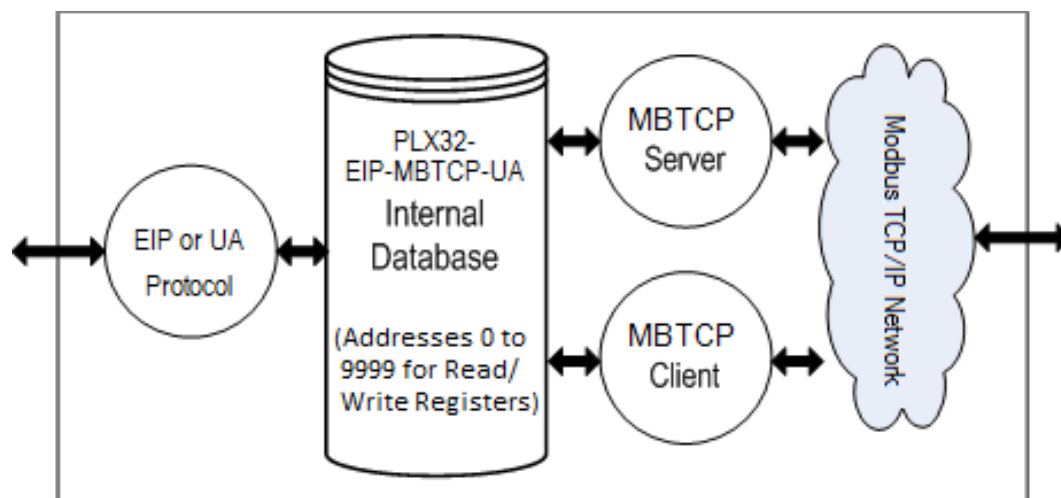 EIP or UA
Protocol
PLX32-
EIP-MBTCP-UA
Internal
Database
(Addresses 0 to
9999 for Read/
Write Registers)
MBTCP
Server
MBTCP
Client
Modbus TCP/IP Network